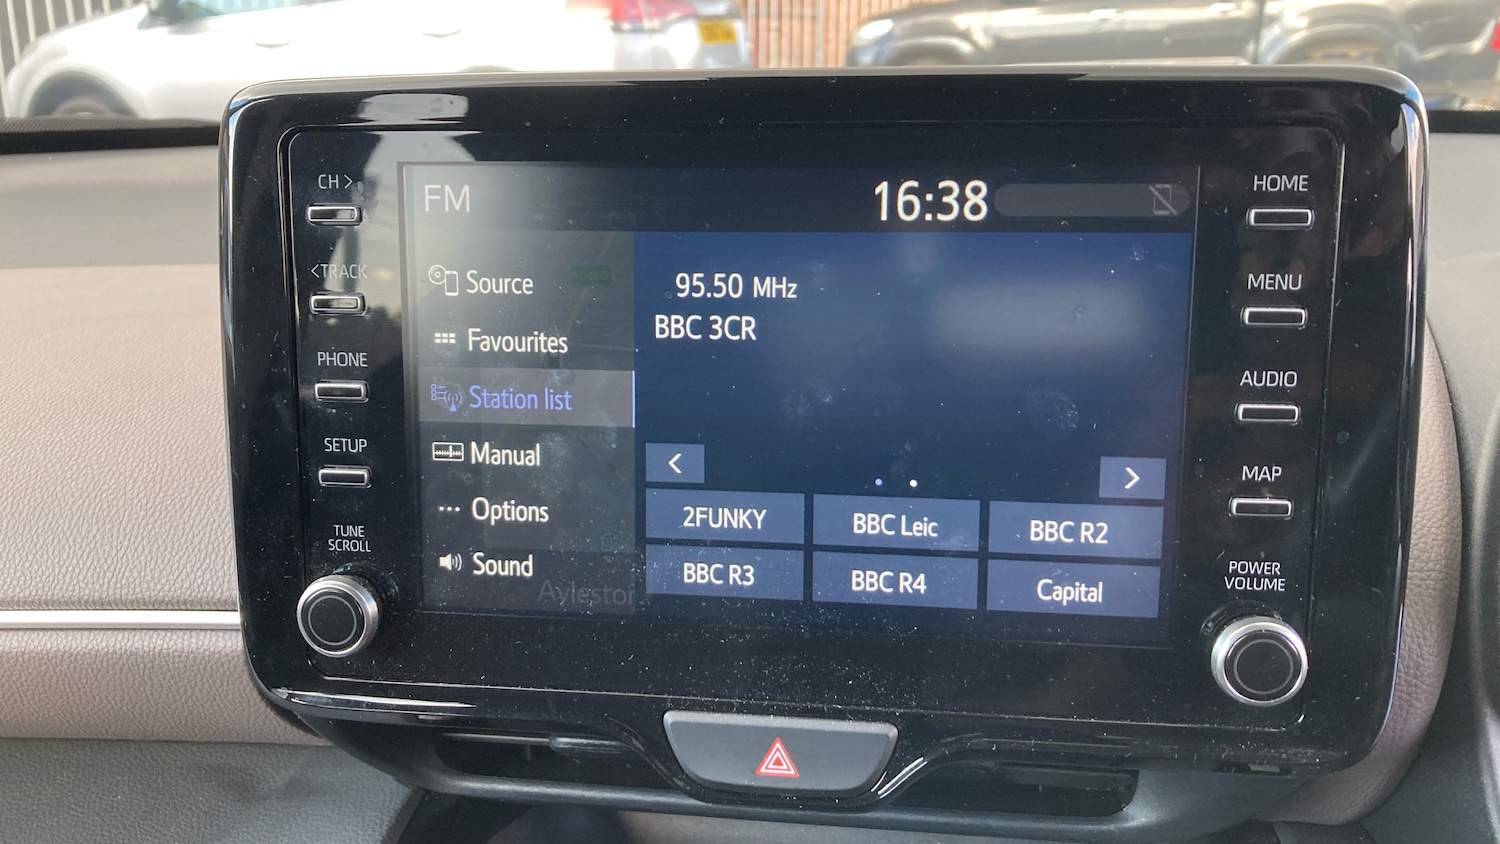 CH >
<TRACK
PHONE
SETUP
TUNE
SCROLL
FM
16:38
Source
Favourites
Station list
Manual
Options
Sound
95.50 MHz
BBC 3CR
<
>
2FUNKY
BBC Leic
BBC R2
BBC R3
BBC R4
Capital
HOME
MENU
AUDIO
MAP
POWER
VOLUME